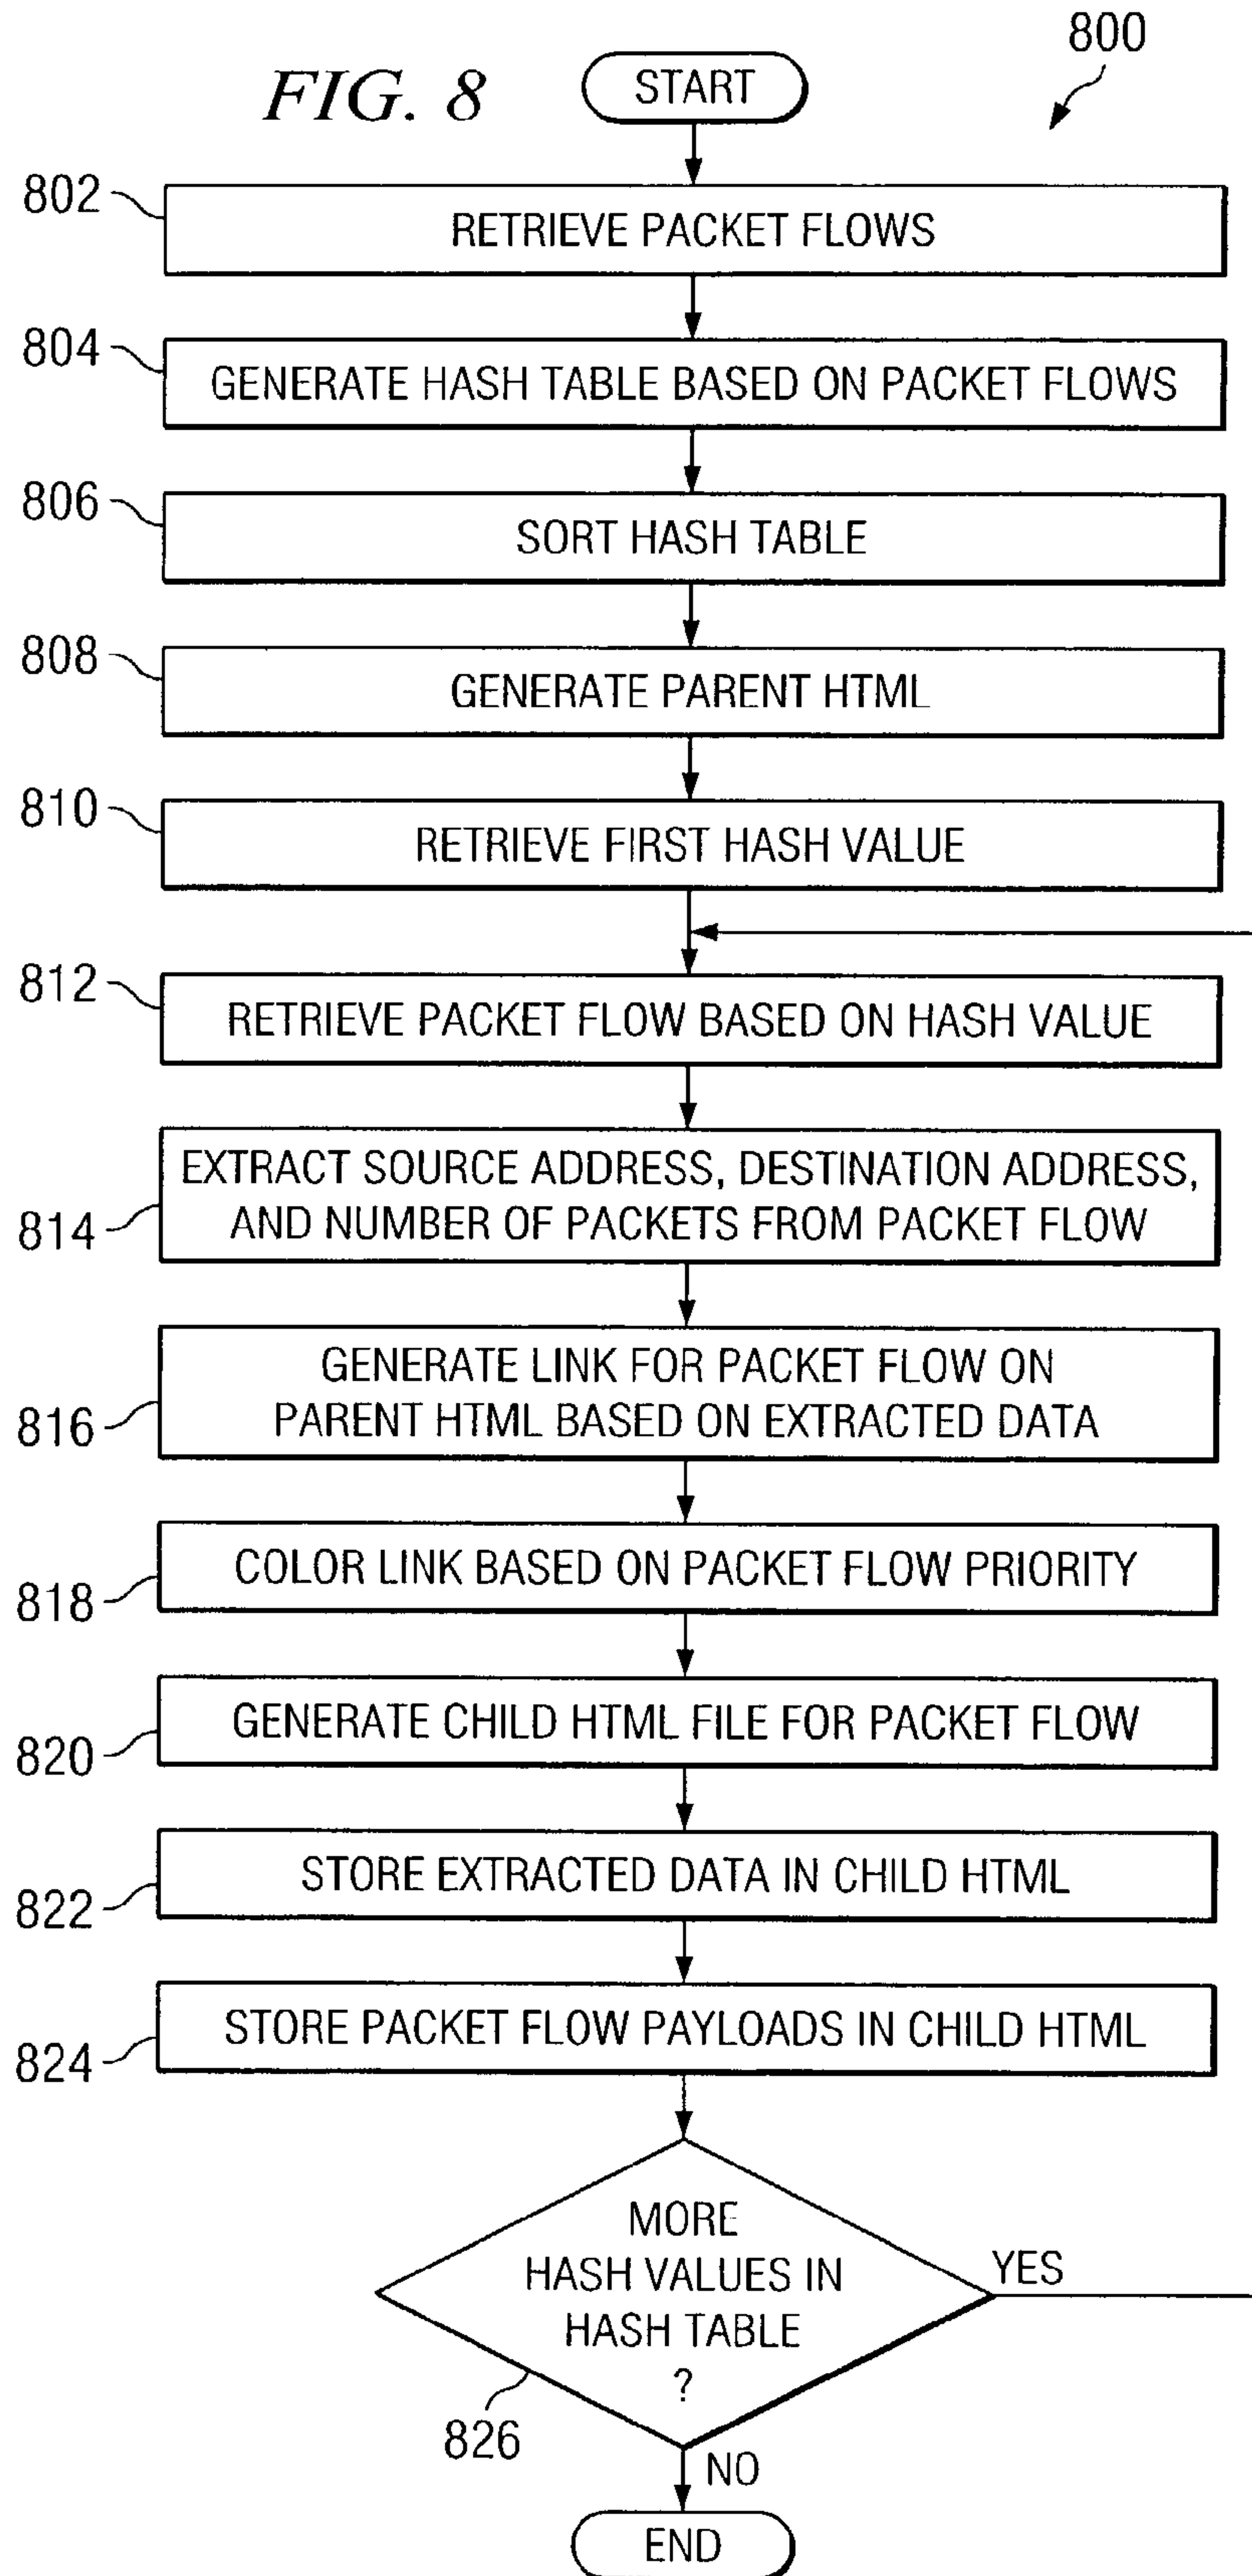 FIG. 8
START
800
802
RETRIEVE PACKET FLOWS
804
GENERATE HASH TABLE BASED ON PACKET FLOWS
806
SORT HASH TABLE
808
GENERATE PARENT HTML
810
RETRIEVE FIRST HASH VALUE
812
RETRIEVE PACKET FLOW BASED ON HASH VALUE
814
EXTRACT SOURCE ADDRESS, DESTINATION ADDRESS,
AND NUMBER OF PACKETS FROM PACKET FLOW
816
GENERATE LINK FOR PACKET FLOW ON
PARENT HTML BASED ON EXTRACTED DATA
818
COLOR LINK BASED ON PACKET FLOW PRIORITY
820
GENERATE CHILD HTML FILE FOR PACKET FLOW
822
STORE EXTRACTED DATA IN CHILD HTML
824
STORE PACKET FLOW PAYLOADS IN CHILD HTML
MORE
HASH VALUES IN
HASH TABLE
?
YES
826
NO
END